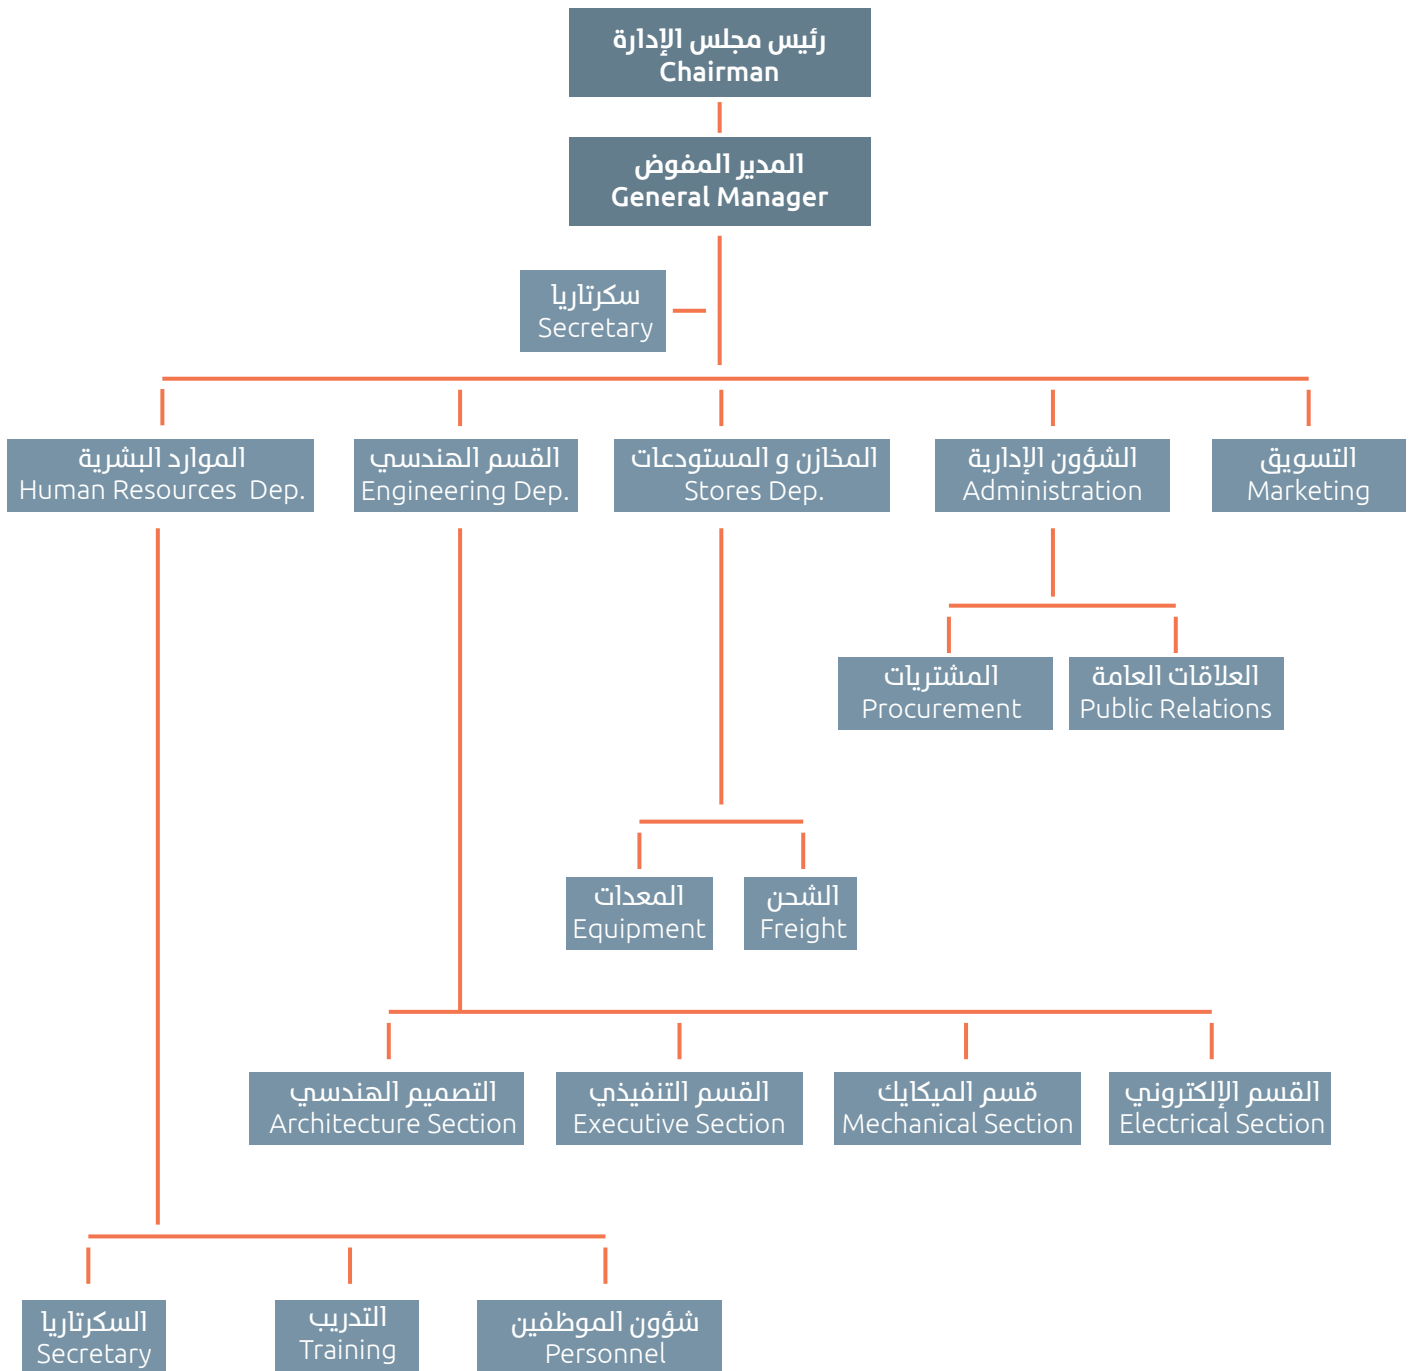 رئيس مجلس الإدارة
Chairman
المدير المفوض
General Manager
سكرتاريا
Secretary
الموارد البشرية
Human Resources Dep.
القسم الهندسي
Engineering Dep.
المخازن و المستودعات
Stores Dep.
الشؤون الإدارية
Administration
التسويق
Marketing
المشتريات
Procurement
العلاقات العامة
Public Relations
المعدات
Equipment
الشحن
Freight
التصميم الهندسي
Architecture Section
القسم التنفيذي
Executive Section
قسم الميكايك
Mechanical Section
القسم الإلكتروني
Electrical Section
السكرتاريا
Secretary
التدريب
Training
شؤون الموظفين
Personnel